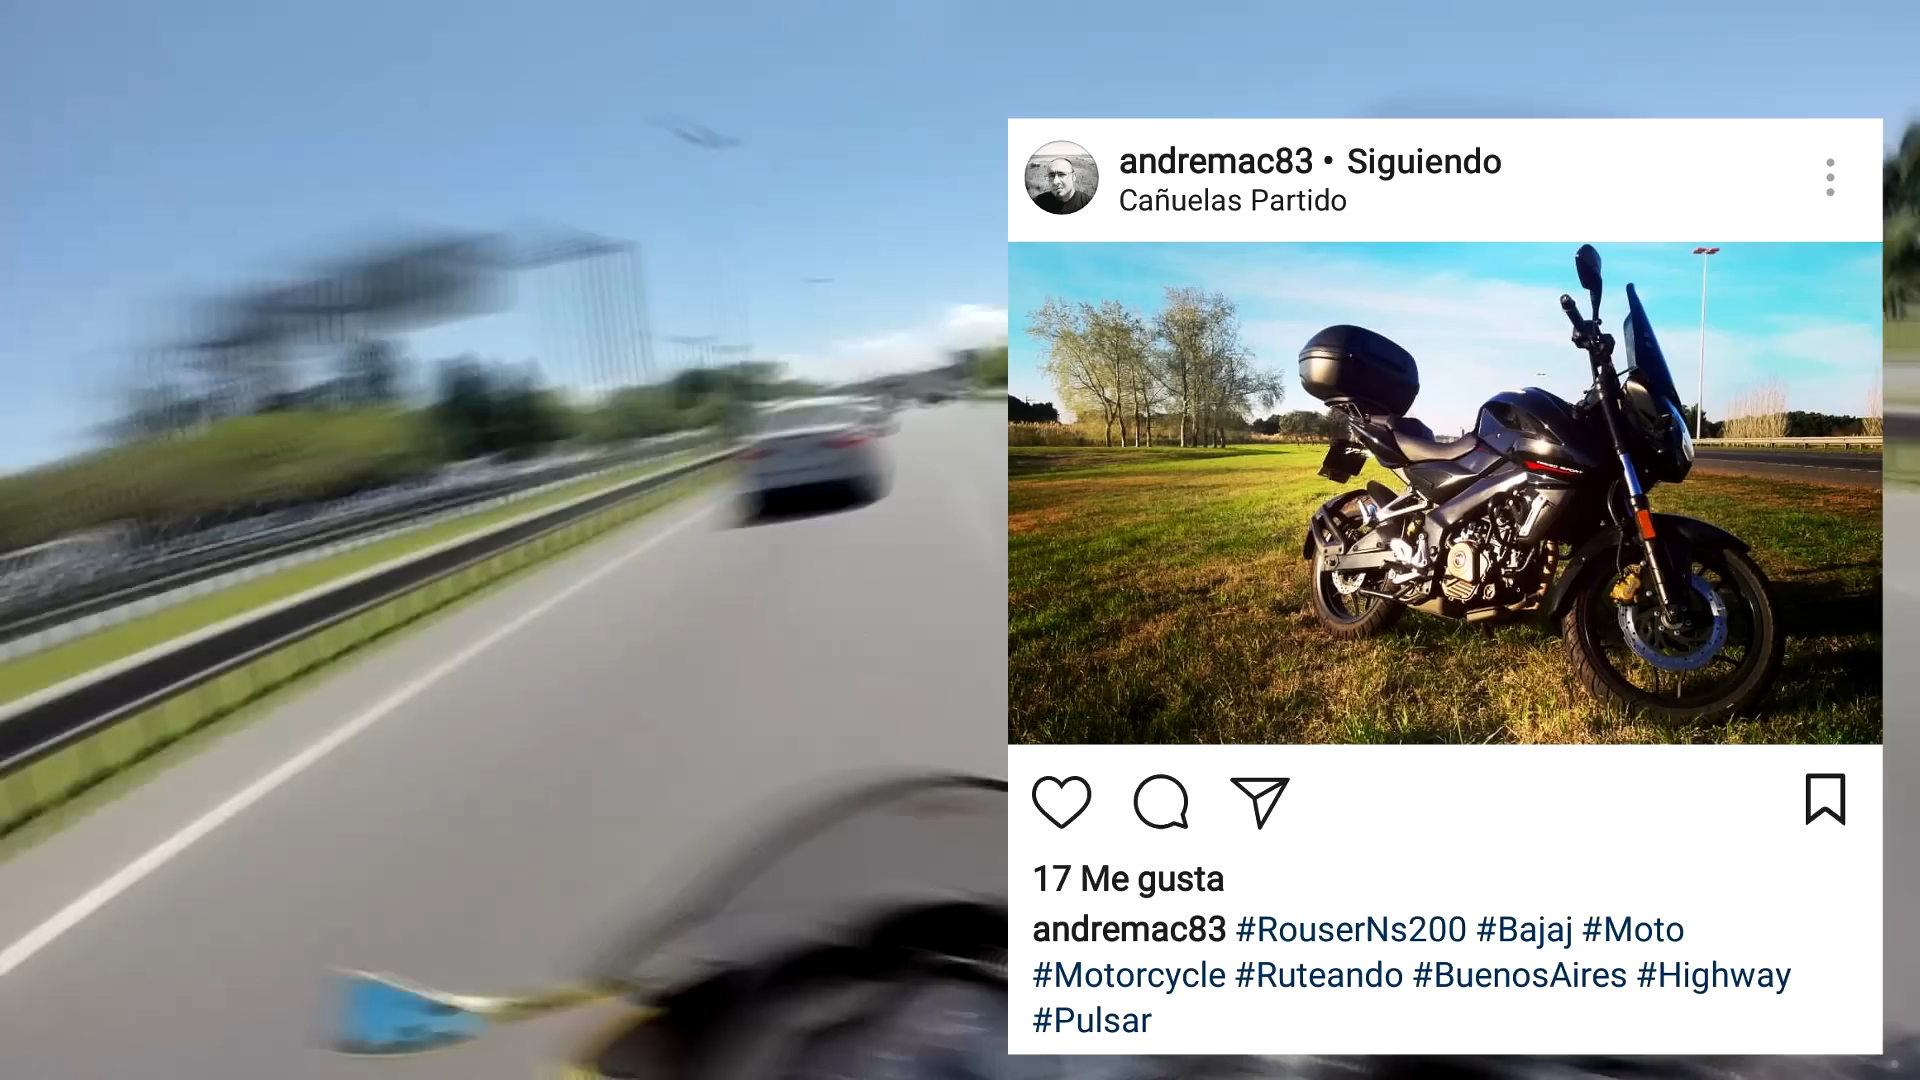 andremac83 • Siguiendo
Cañuelas Partido
17 Me gusta
andremac83 #RouserNs200 #Bajaj #Moto
#Motorcycle #Ruteando #BuenosAires #Highway
#Pulsar